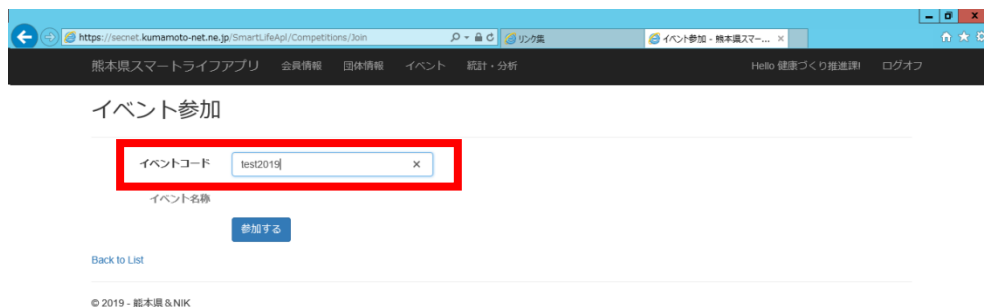 https://secnet.kumamoto-net.ne.jp/SmartLifeApl/Competitions/Join
リンク集
イベント参加 - 熊本県スマー...
熊本県スマートライフアプリ 会員情報 団体情報 イベント 統計・分析 Hello 健康づくり推進課! ログオフ
イベント参加
イベントコード test2019
イベント名称
参加する
Back to List
© 2019 - 熊本県&NIK